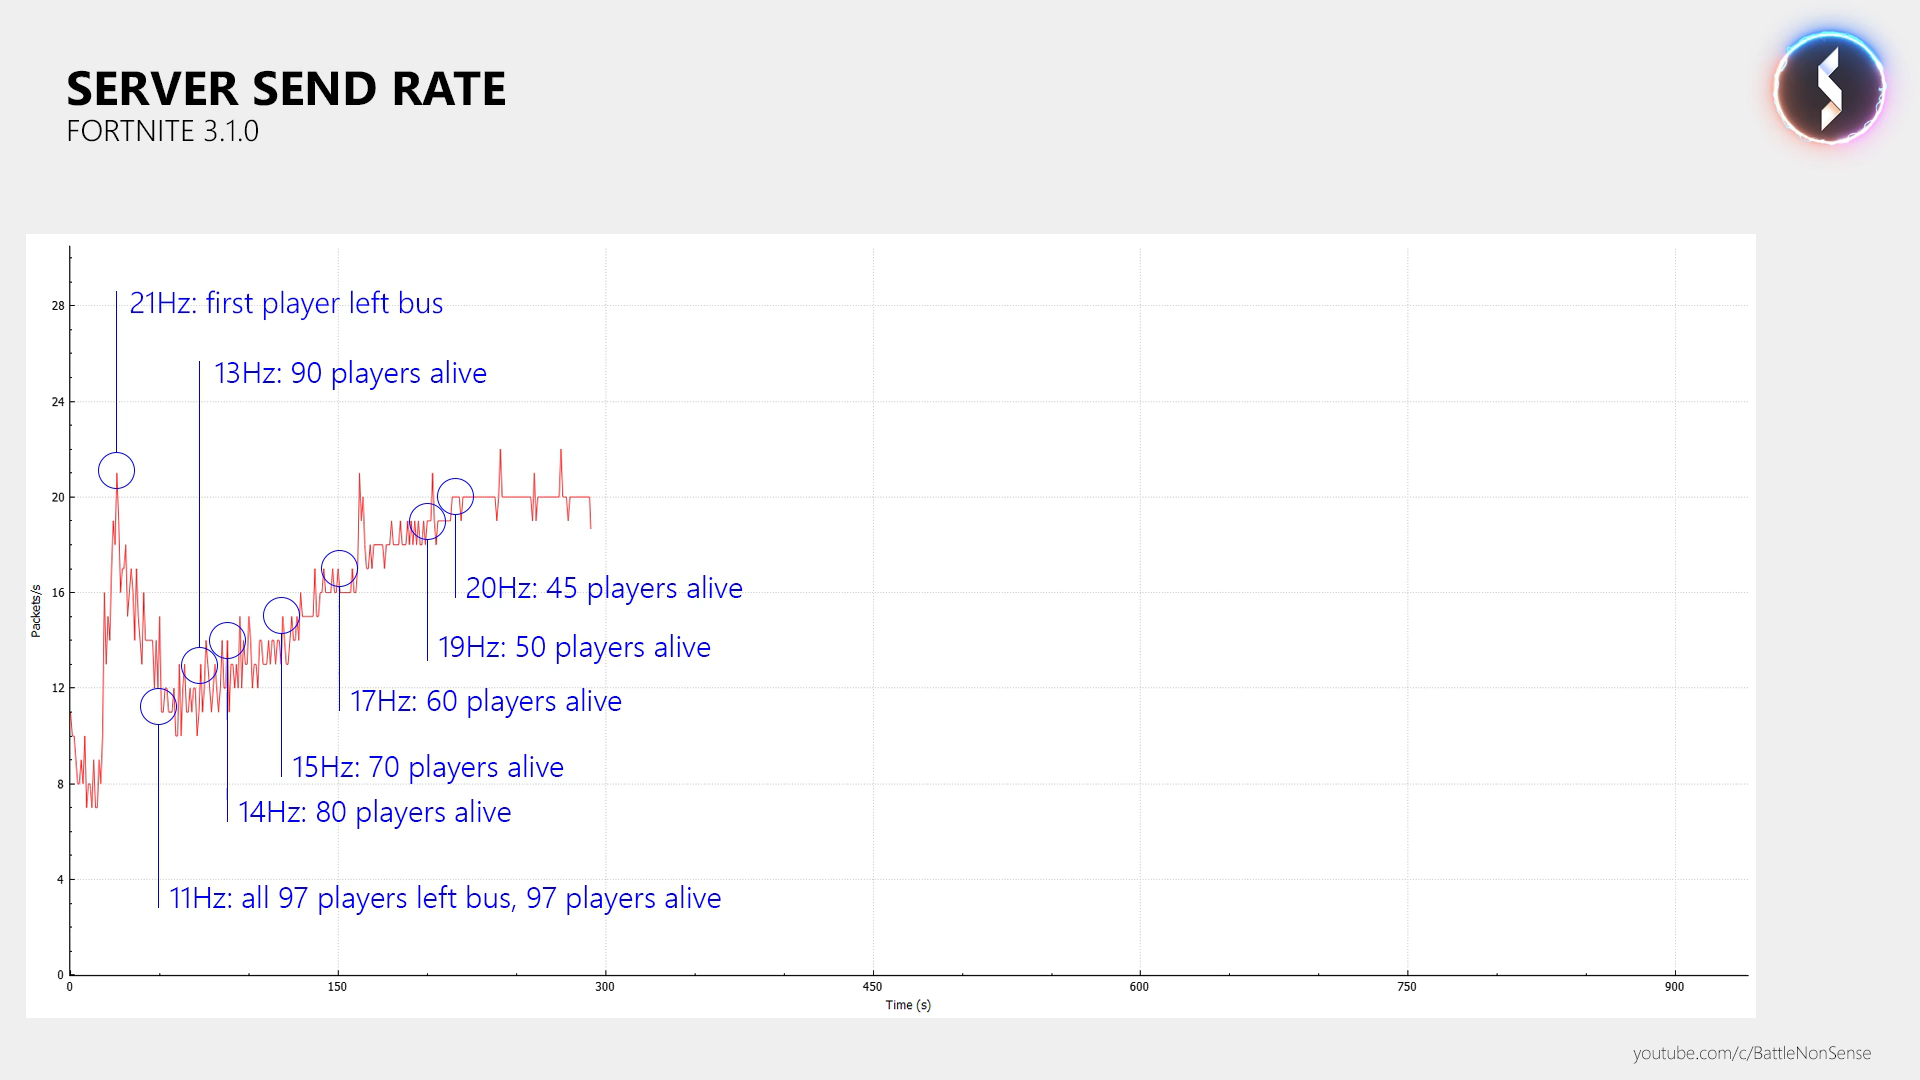 SERVER SEND RATE
FORTNITE 3.1.0
21Hz: first player left bus
28
13Hz: 90 players alive
24
20
20Hz: 45 players alive
16
Packets/s
19Hz: 50 players alive
12
17Hz: 60 players alive
15Hz: 70 players alive
8
14Hz: 80 players alive
4
11Hz: all 97 players left bus, 97 players alive
0
0 150 300 450 600 750 900
Time (s)
youtube.com/c/BattleNonSense